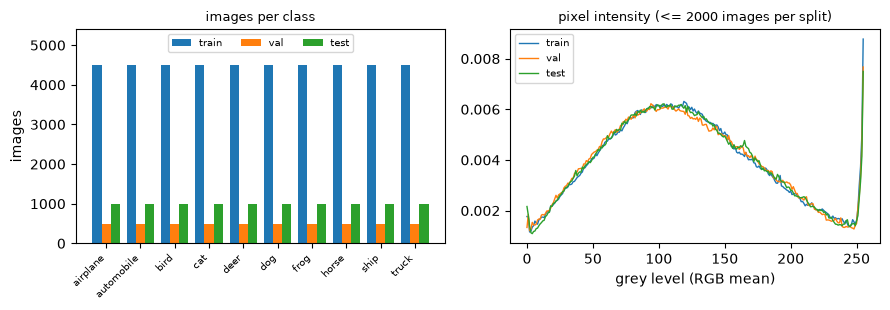 images per class
train val test
images
5000
4000
3000
2000
1000
0
airplane
automobile
bird
cat
deer
dog
frog
horse
ship
truck
pixel intensity (<= 2000 images per split)
train
val
test
0.008
0.006
0.004
0.002
0 50 100 150 200 250
grey level (RGB mean)